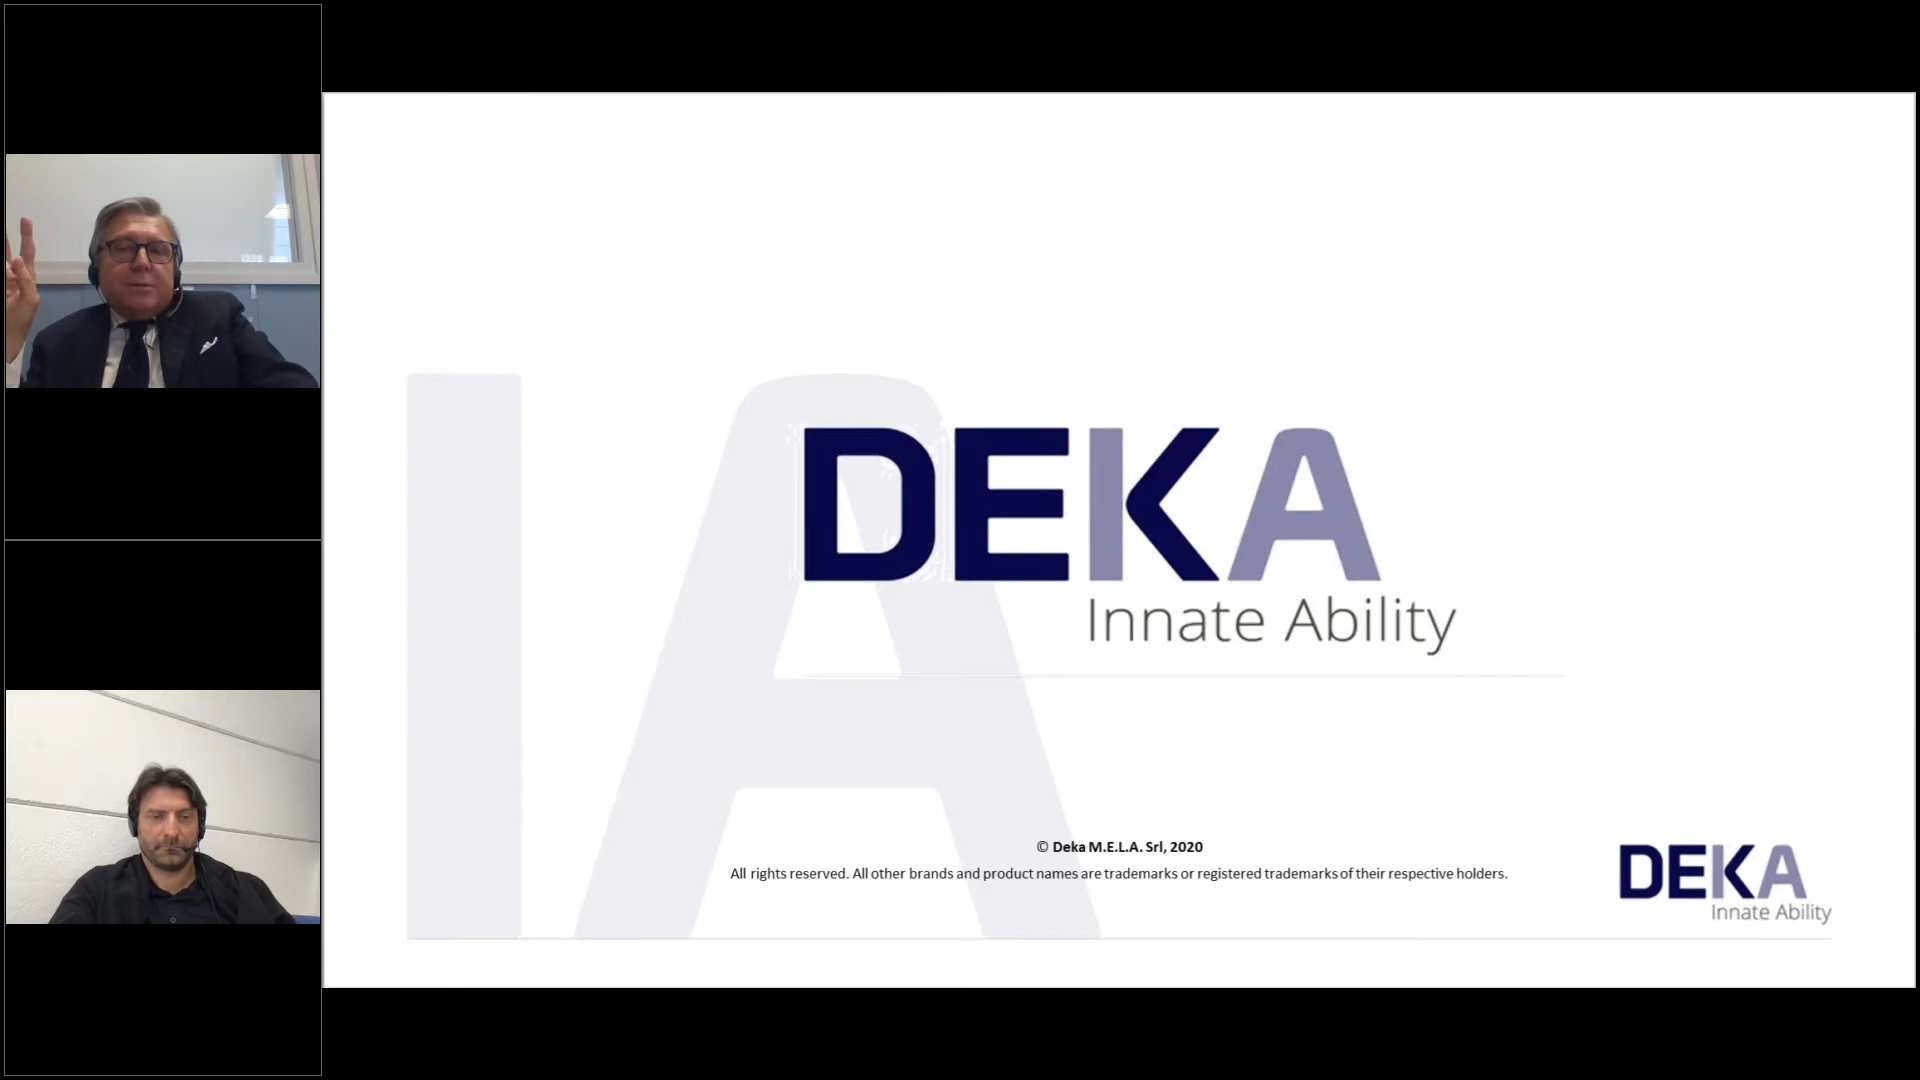 DEKA
Innate Ability
© Deka M.E.L.A. Srl, 2020
All rights reserved. All other brands and product names are trademarks or registered trademarks of their respective holders.
DEKA
Innate Ability